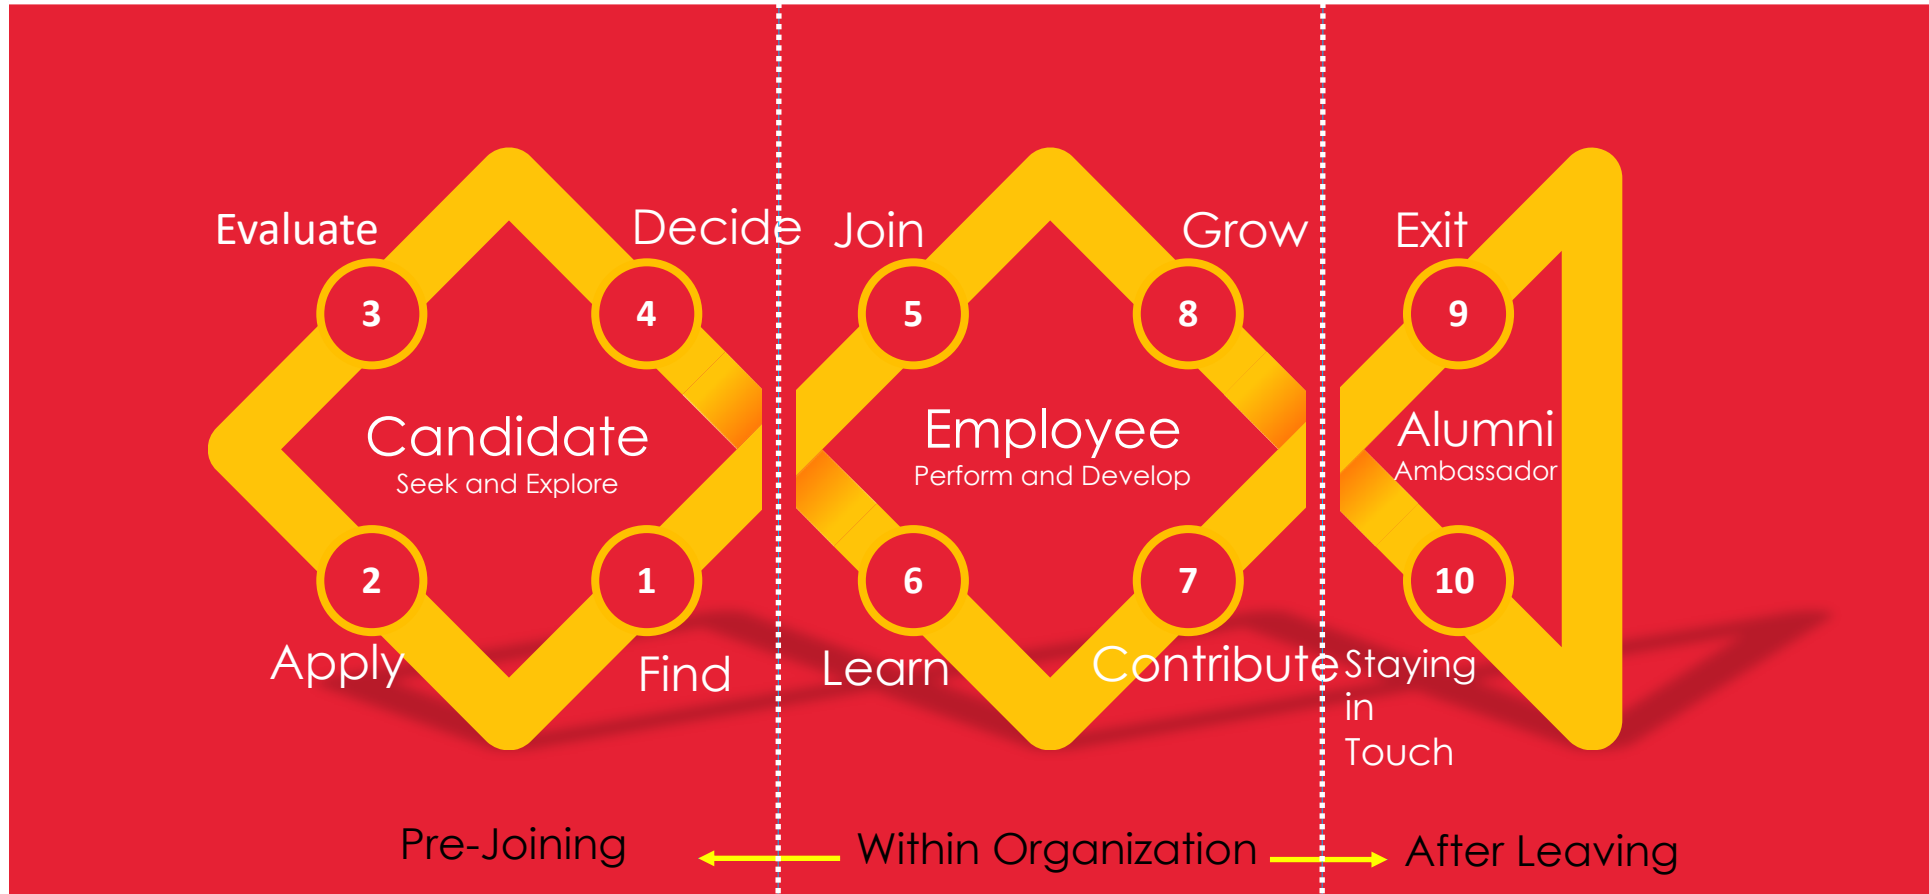 Evaluate
Decide
Join
Grow
Exit
3
4
5
8
9
Candidate
Seek and Explore
Employee
Perform and Develop
Alumni
Ambassador
2
1
6
7
10
Apply
Find
Learn
Contribute
Staying
in
Touch
Pre-Joining
Within Organization
After Leaving